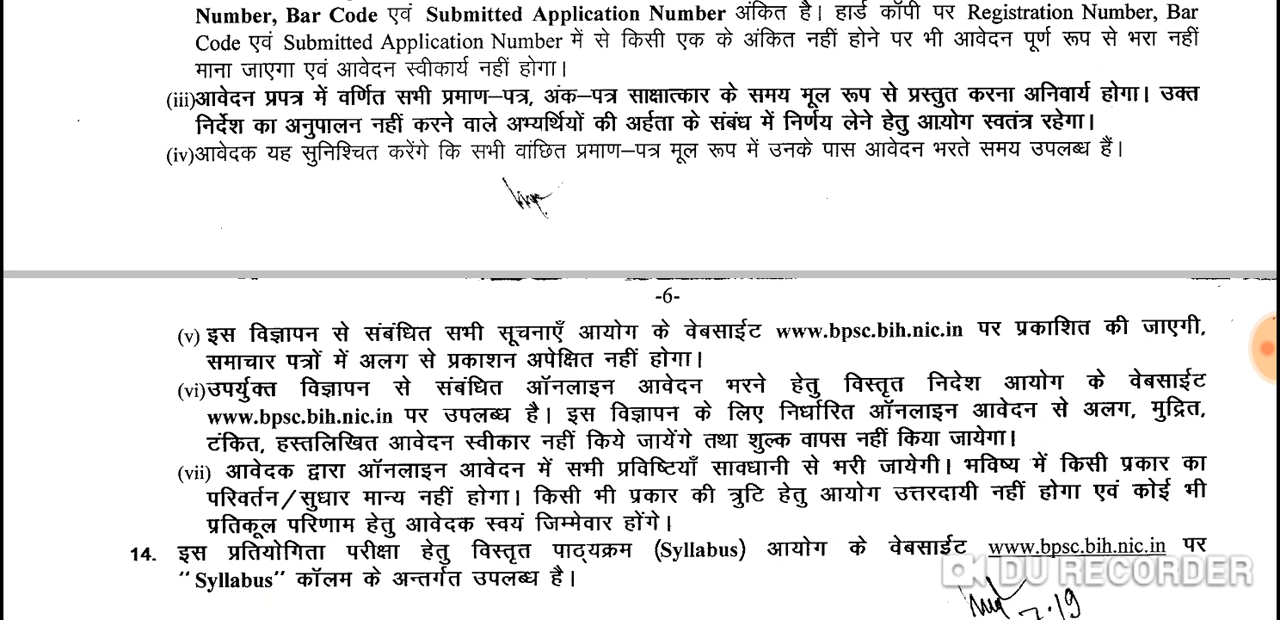 Number, Bar Code एवं Submitted Application Number अंकित है। हार्ड कॉपी पर Registration Number, Bar
Code एवं Submitted Application Number में से किसी एक के अंकित नहीं होने पर भी आवेदन पूर्ण रूप से भरा नहीं
माना जाएगा एवं आवेदन स्वीकार्य नहीं होगा।
(iii)आवेदन प्रपत्र में वर्णित सभी प्रमाण–पत्र, अंक–पत्र साक्षात्कार के समय मूल रूप से प्रस्तुत करना अनिवार्य होगा। उक्त
निर्देश का अनुपालन नहीं करने वाले अभ्यर्थियों की अर्हता के संबंध में निर्णय लेने हेतु आयोग स्वतंत्र रहेगा।
(iv)आवेदक यह सुनिश्चित करेंगे कि सभी वांछित प्रमाण–पत्र मूल रूप में उनके पास आवेदन भरते समय उपलब्ध हैं।
-6-
(v) इस विज्ञापन से संबंधित सभी सूचनाएँ आयोग के वेबसाईट www.bpsc.bih.nic.in पर प्रकाशित की जाएगी,
समाचार पत्रों में अलग से प्रकाशन अपेक्षित नहीं होगा।
(vi)उपर्युक्त विज्ञापन से संबंधित ऑनलाइन आवेदन भरने हेतु विस्तृत निदेश आयोग के वेबसाईट
www.bpsc.bih.nic.in पर उपलब्ध है। इस विज्ञापन के लिए निर्धारित ऑनलाइन आवेदन से अलग, मुद्रित,
टंकित, हस्तलिखित आवेदन स्वीकार नहीं किये जायेंगे तथा शुल्क वापस नहीं किया जायेगा।
(vii) आवेदक द्वारा ऑनलाइन आवेदन में सभी प्रविष्टियाँ सावधानी से भरी जायेगी। भविष्य में किसी प्रकार का
परिवर्तन/सुधार मान्य नहीं होगा। किसी भी प्रकार की त्रुटि हेतु आयोग उत्तरदायी नहीं होगा एवं कोई भी
प्रतिकूल परिणाम हेतु आवेदक स्वयं जिम्मेवार होंगे।
14. इस प्रतियोगिता परीक्षा हेतु विस्तृत पाठ्यक्रम (Syllabus) आयोग के वेबसाईट www.bpsc.bih.nic.in पर
"Syllabus" कॉलम के अन्तर्गत उपलब्ध है।
DU RECORDER